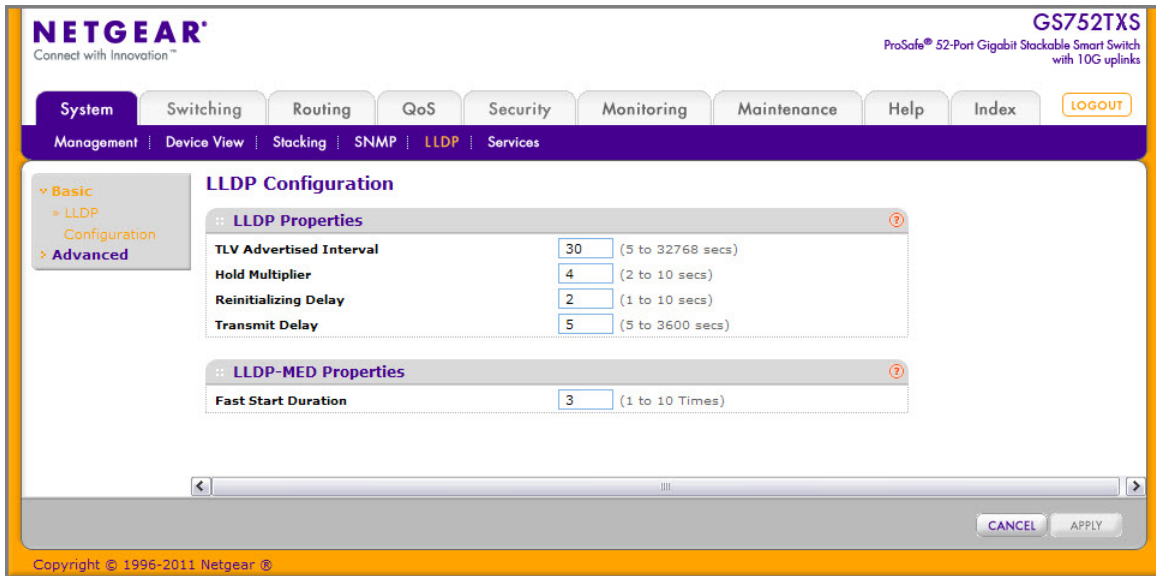 NETGEAR®
Connect with Innovation™
GS752TXS
ProSafe® 52-Port Gigabit Stackable Smart Switch
with 10G uplinks
System Switching Routing QoS Security Monitoring Maintenance Help Index LOGOUT
Management Device View Stacking SNMP LLDP Services
Basic
» LLDP
Configuration
Advanced
LLDP Configuration
LLDP Properties ?
TLV Advertised Interval 30 (5 to 32768 secs)
Hold Multiplier 4 (2 to 10 secs)
Reinitializing Delay 2 (1 to 10 secs)
Transmit Delay 5 (5 to 3600 secs)
LLDP-MED Properties ?
Fast Start Duration 3 (1 to 10 Times)
CANCEL APPLY
Copyright © 1996-2011 Netgear ®